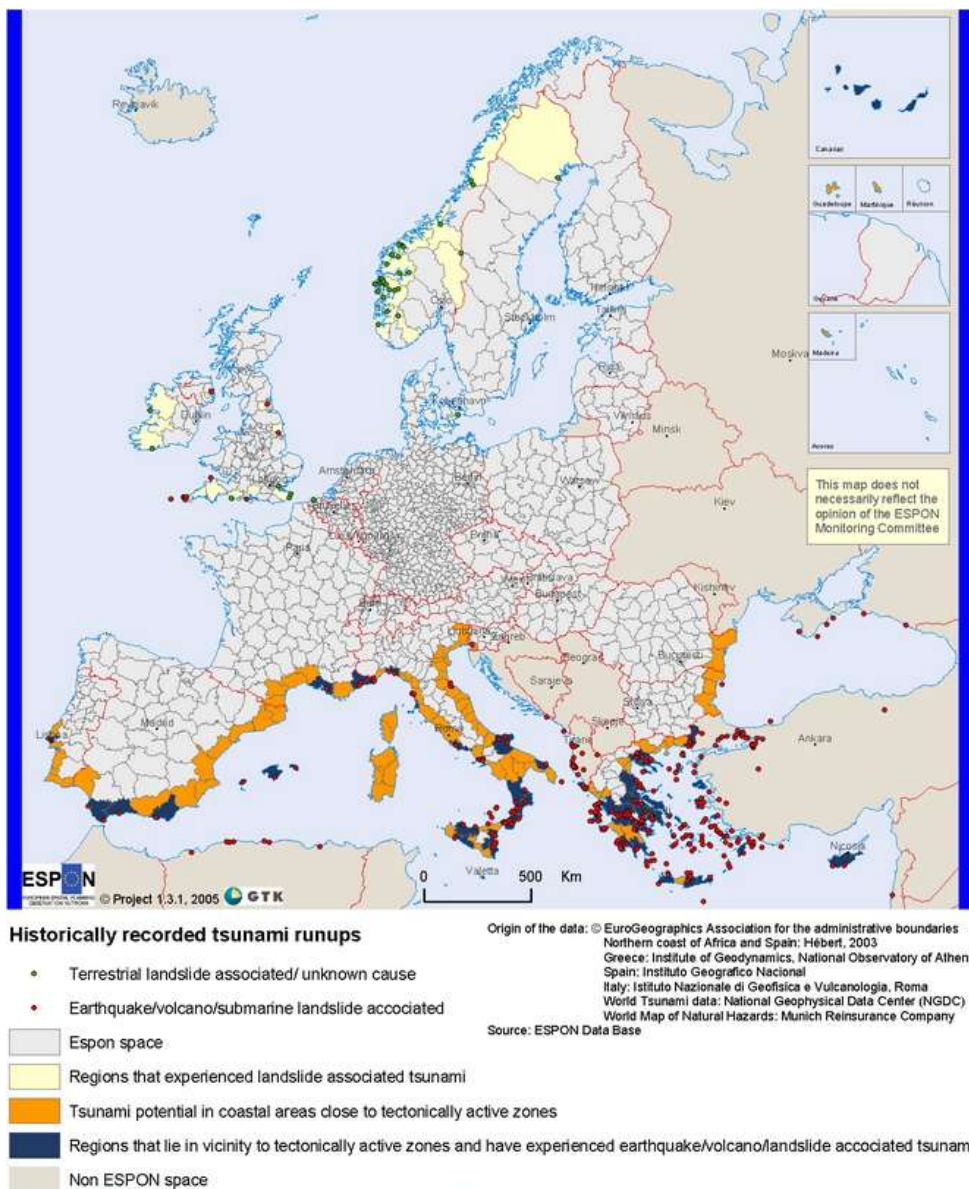 Reykjavik
Canarias
Guadeloupe
Martinique
Réunion
Guyane
Helsinki
Oslo
Stockholm
Tallinn
Moskva
Madeira
Riga
København
Dublin
Vilnius
Minsk
Acores
London
Amsterdam
Berlin
Warsaw
This map does not
necessarily reflect the
opinion of the ESPON
Monitoring Committee
Kiev
Praha
Paris
Bratislava
Kishinev
Budapest
Bern
Ljubljana
Zagreb
Beograd
Bucuresti
Sarajevo
Sofiya
Skopje
Lisboa
Madrid
Roma
Tirane
Ankara
Nicosia
Valetta
ESPON
© Project 1.3.1, 2005
GTK
0 500 Km
Historically recorded tsunami runups
Terrestrial landslide associated/ unknown cause
Earthquake/volcano/submarine landslide accociated
Espon space
Regions that experienced landslide associated tsunami
Tsunami potential in coastal areas close to tectonically active zones
Regions that lie in vicinity to tectonically active zones and have experienced earthquake/volcano/landslide accociated tsunam
Non ESPON space
Origin of the data: © EuroGeographics Association for the administrative boundaries
Northern coast of Africa and Spain: Hébert, 2003
Greece: Institute of Geodynamics, National Observatory of Athen
Spain: Instituto Geografico Nacional
Italy: Istituto Nazionale di Geofisica e Vulcanologia, Roma
World Tsunami data: National Geophysical Data Center (NGDC)
World Map of Natural Hazards: Munich Reinsurance Company
Source: ESPON Data Base